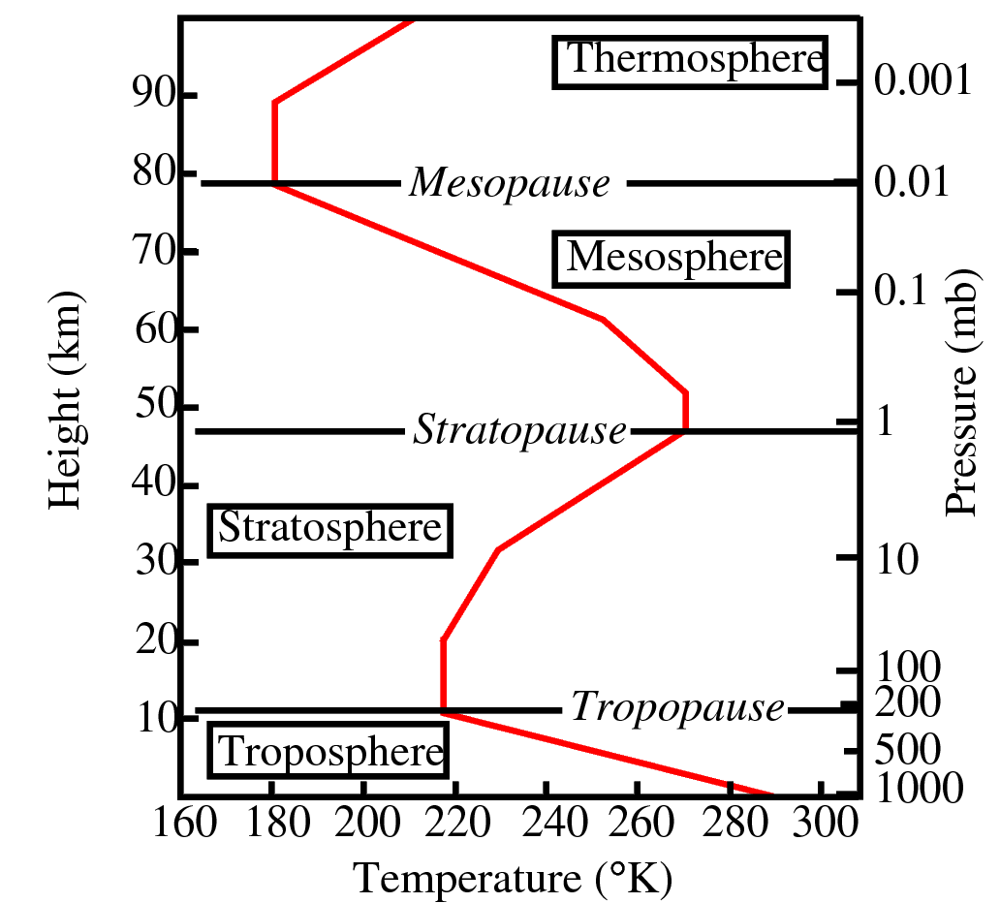 Thermosphere
90
0.001
80
Mesopause
0.01
70
Mesosphere
0.1
60
50
Stratopause
1
40
Stratosphere
30
10
20
100
200
10
Tropopause
Troposphere
500
1000
160 180 200 220 240 260 280 300
Temperature (°K)
Height (km)
Pressure (mb)